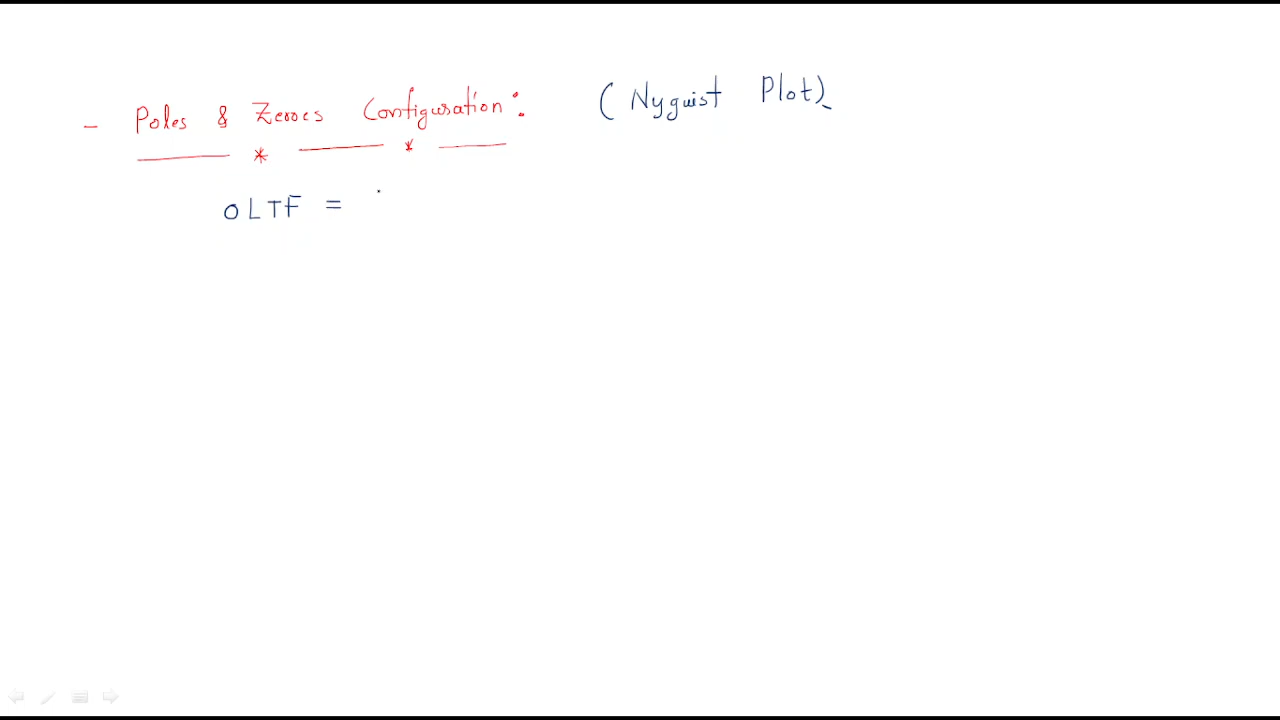 - Poles & Zeroes Configuration: (Nyquist Plot)
OLTF =